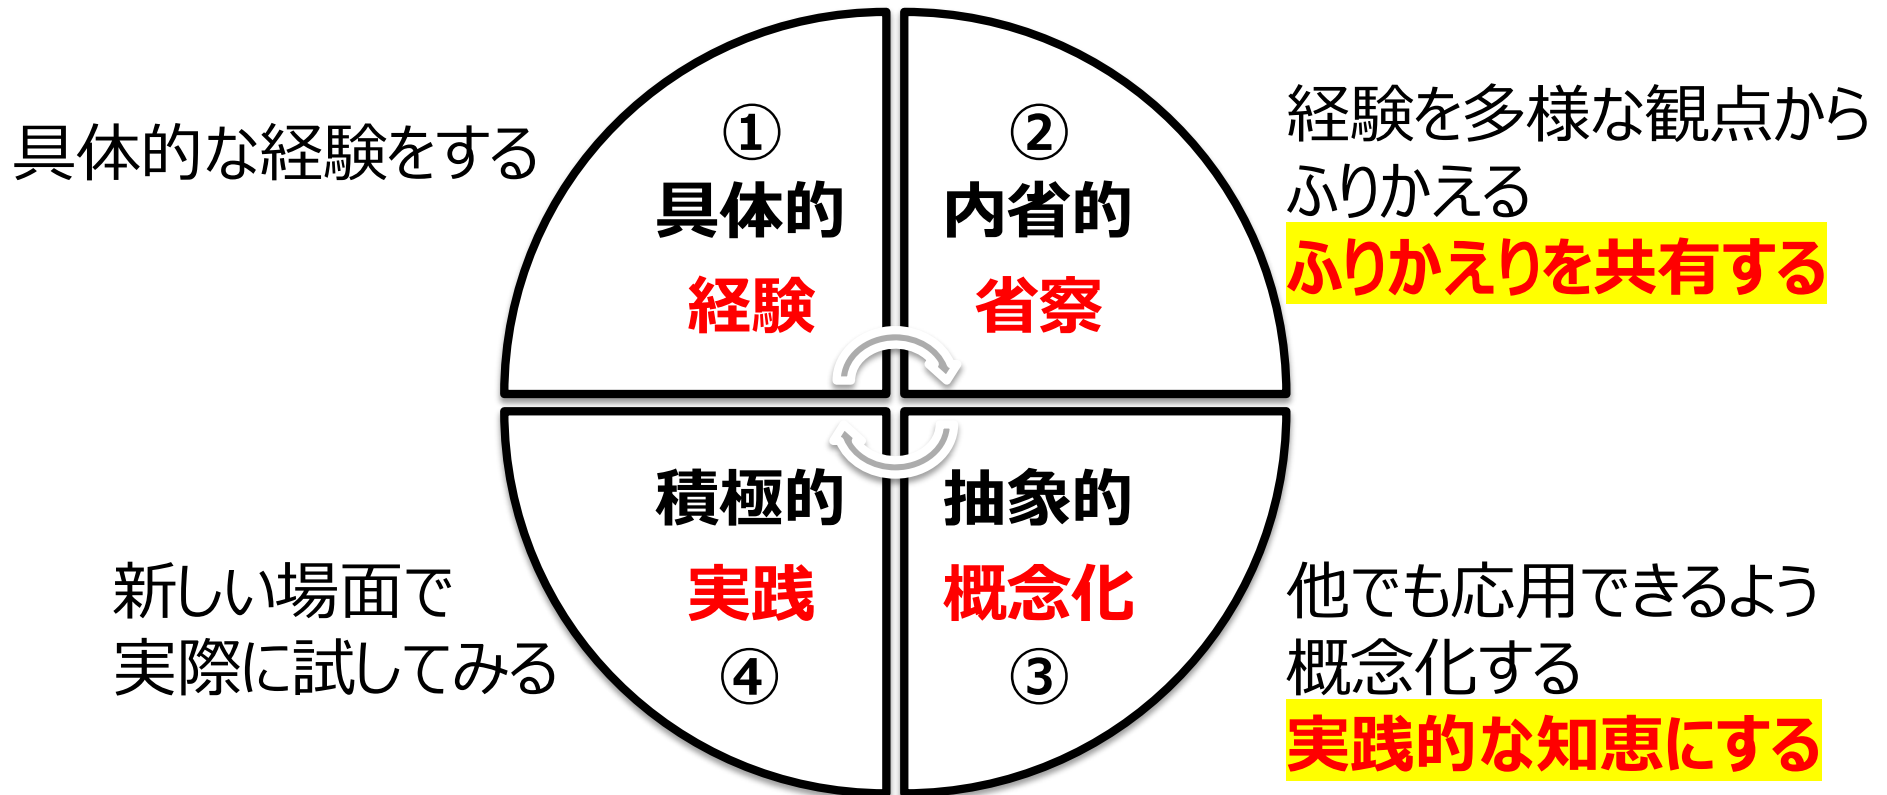 具体的な経験をする
①
具体的
経験
②
内省的
省察
経験を多様な観点から
ふりかえる
ふりかえりを共有する
抽象的
概念化
③
他でも応用できるよう
概念化する
実践的な知恵にする
積極的
実践
④
新しい場面で
実際に試してみる